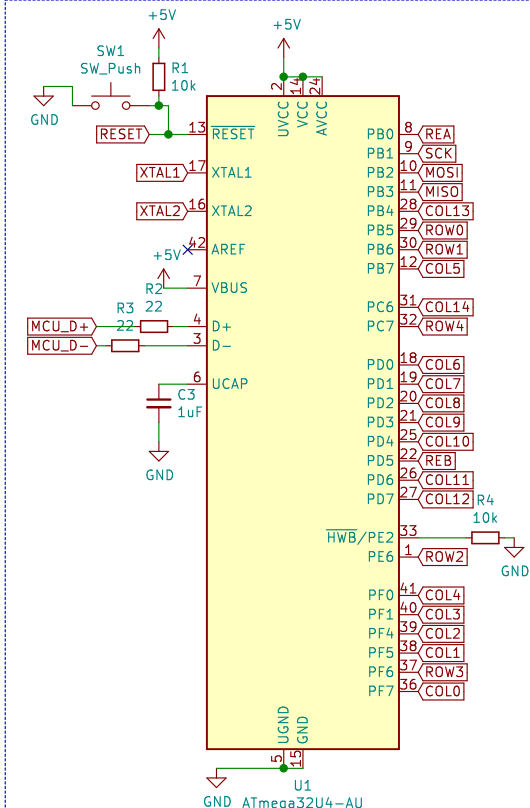 +5V
+5V
SW1
SW_Push
R1
10k
GND
2
14
24
UVCC
VCC
AVCC
RESET
13
RESET
XTAL1
17
XTAL1
XTAL2
16
XTAL2
42
AREF
+5V
7
VBUS
R2
22
R3
22
MCU_D+
4
D+
MCU_D-
3
D-
6
UCAP
C3
1uF
GND
PB0
8
REA
PB1
9
SCK
PB2
10
MOSI
PB3
11
MISO
PB4
28
COL13
PB5
29
ROW0
PB6
30
ROW1
PB7
12
COL5
PC6
31
COL14
PC7
32
ROW4
PD0
18
COL6
PD1
19
COL7
PD2
20
COL8
PD3
21
COL9
PD4
25
COL10
PD5
22
REB
PD6
26
COL11
PD7
27
COL12
R4
10k
HWB/PE2
33
GND
PE6
1
ROW2
PF0
41
COL4
PF1
40
COL3
PF4
39
COL2
PF5
38
COL1
PF6
37
ROW3
PF7
36
COL0
UGND
GND
5
15
GND
U1
ATmega32U4-AU